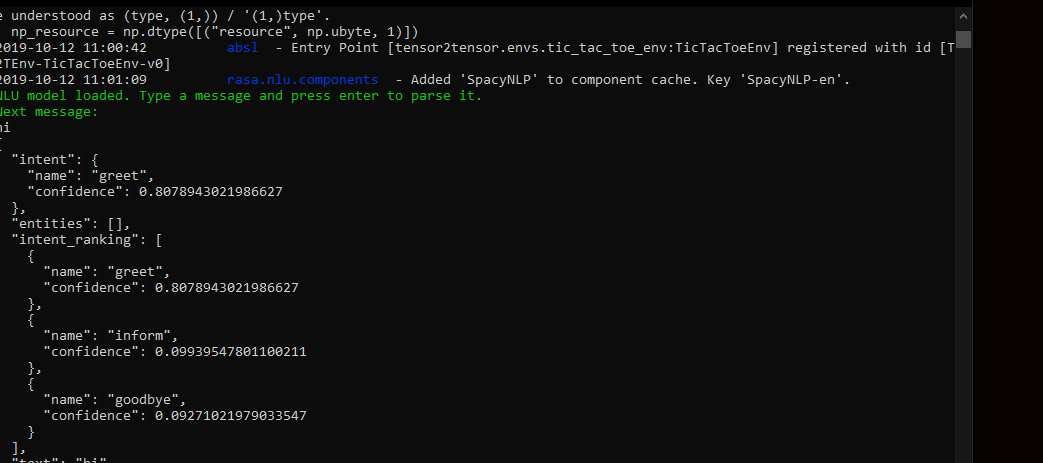 e understood as (type, (1,)) / '(1,)type'.
np_resource = np.dtype([("resource", np.ubyte, 1)])
2019-10-12 11:00:42 absl - Entry Point [tensor2tensor.envs.tic_tac_toe_env:TicTacToeEnv] registered with id [T
2TEnv-TicTacToeEnv-v0]
2019-10-12 11:01:09 rasa.nlu.components - Added 'SpacyNLP' to component cache. Key 'SpacyNLP-en'.
NLU model loaded. Type a message and press enter to parse it.
Next message:
hi
{
"intent": {
"name": "greet",
"confidence": 0.8078943021986627
},
"entities": [],
"intent_ranking": [
{
"name": "greet",
"confidence": 0.8078943021986627
},
{
"name": "inform",
"confidence": 0.09939547801100211
},
{
"name": "goodbye",
"confidence": 0.09271021979033547
}
],
"text": "hi"